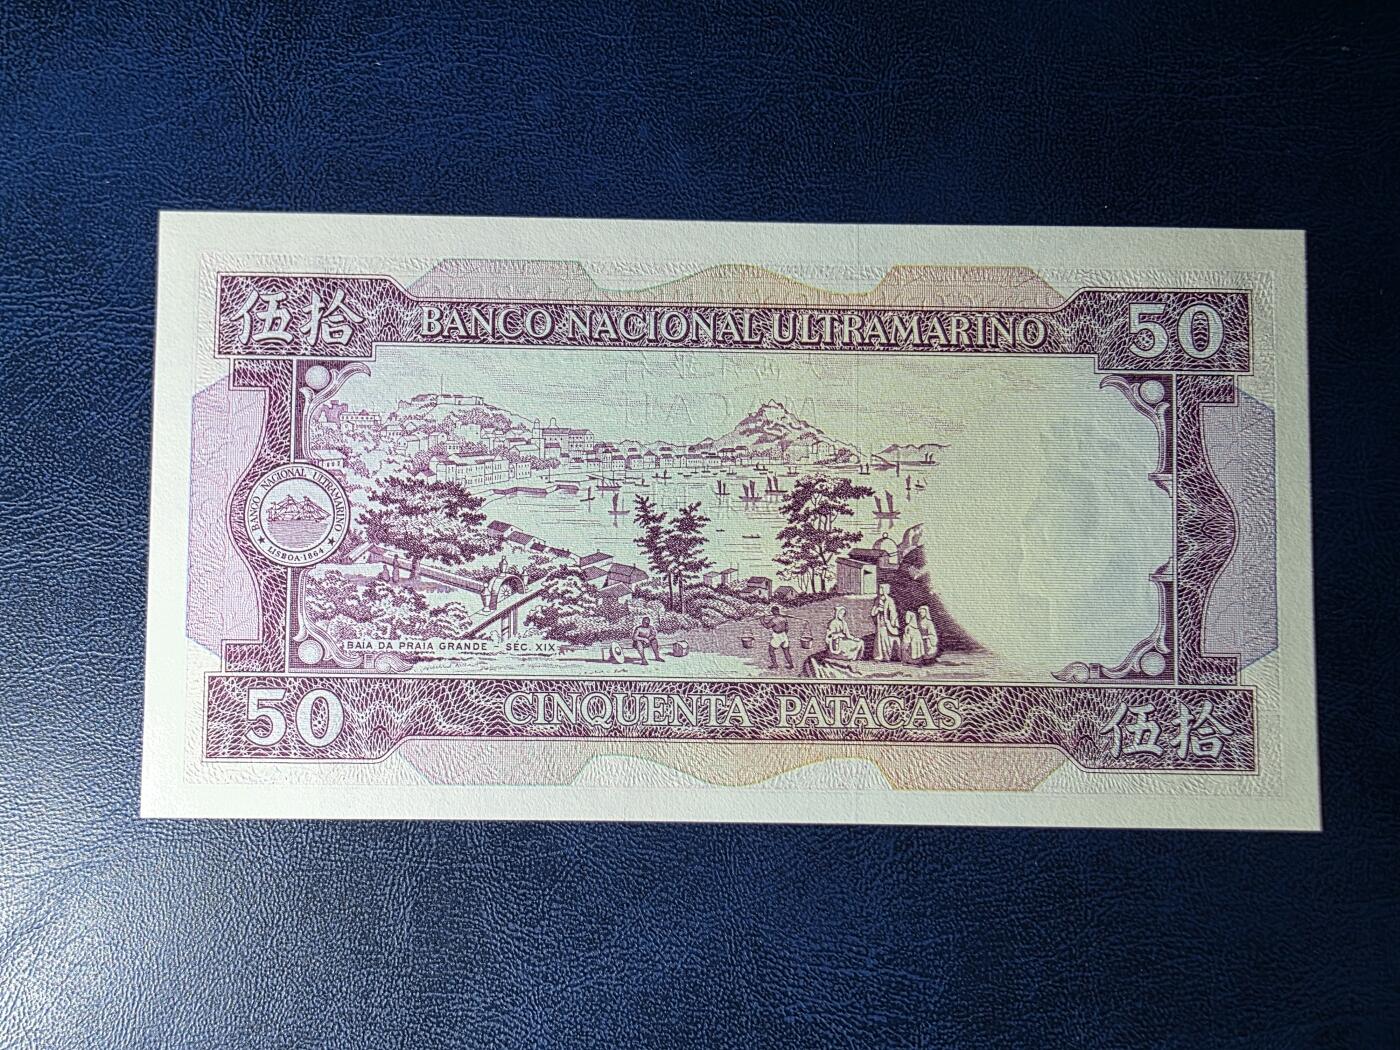 伍拾
BANCO NACIONAL ULTRAMARINO
50
BANCO NACIONAL ULTRAMARINO
LISBOA-1864
BAÍA DA PRAIA GRANDE - SÉC. XIX
50
CINQUENTA PATACAS
伍拾